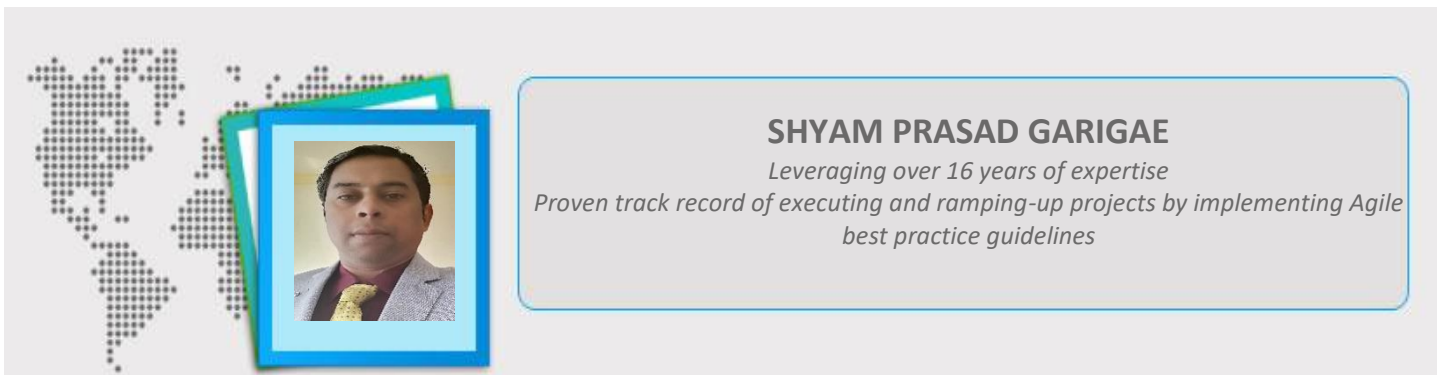 SHYAM PRASAD GARIGAE
Leveraging over 16 years of expertise
Proven track record of executing and ramping-up projects by implementing Agile
best practice guidelines